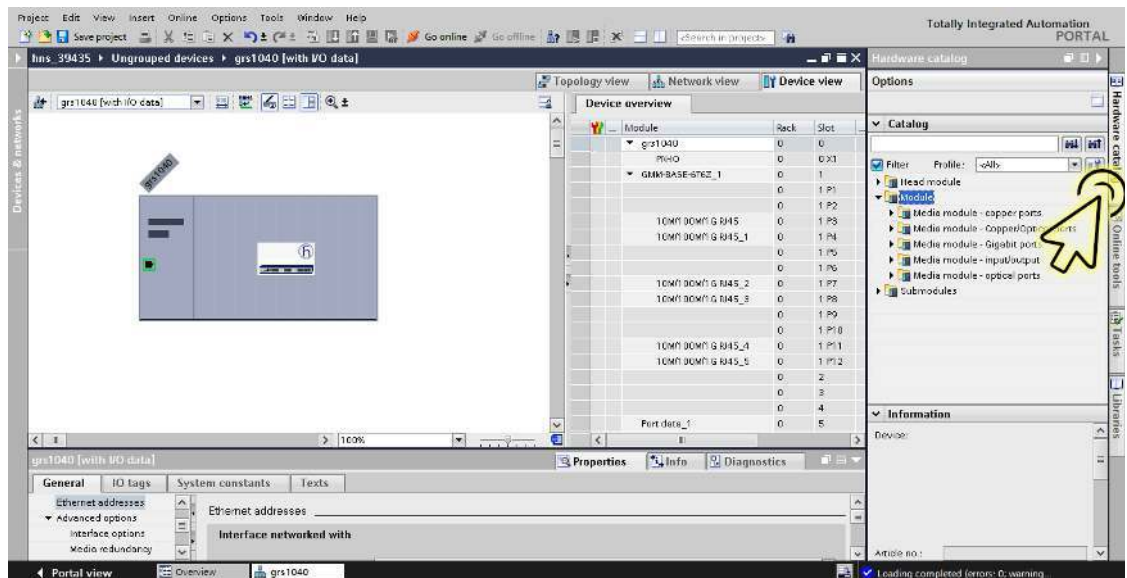 Project Edit View Insert Online Options Tools Window Help
Totally Integrated Automation
PORTAL
Save project Go online Go offline <Search in project>
hns_39435 ▸ Ungrouped devices ▸ grs1040 [with I/O data]
Hardware catalog
Topology view Network view Device view
Options
grs1040 [with I/O data]
Device overview
Module Rack Slot
grs1040 0 0
PN-IO 0 0 X1
GMM-BASE-6T6Z_1 0 1
0 1 P1
0 1 P2
10M/100M/1G RJ45 0 1 P3
10M/100M/1G RJ45_1 0 1 P4
0 1 P5
0 1 P6
10M/100M/1G RJ45_2 0 1 P7
10M/100M/1G RJ45_3 0 1 P8
0 1 P9
0 1 P10
10M/100M/1G RJ45_4 0 1 P11
10M/100M/1G RJ45_5 0 1 P12
0 2
0 3
0 4
Port data_1 0 5
Catalog
Filter Profile: <All>
Head module
Module
Media module - copper ports
Media module - Copper/Optical ports
Media module - Gigabit ports
Media module - input/output
Media module - optical ports
Submodules
Information
Device:
Article no.:
Devices & networks
grs1040
100%
Hardware catalog
Online tools
Tasks
Libraries
grs1040 [with I/O data]
Properties Info Diagnostics
General IO tags System constants Texts
Ethernet addresses
Advanced options
Interface options
Media redundancy
Ethernet addresses
Interface networked with
Portal view Overview grs1040
Loading completed (errors: 0; warning...